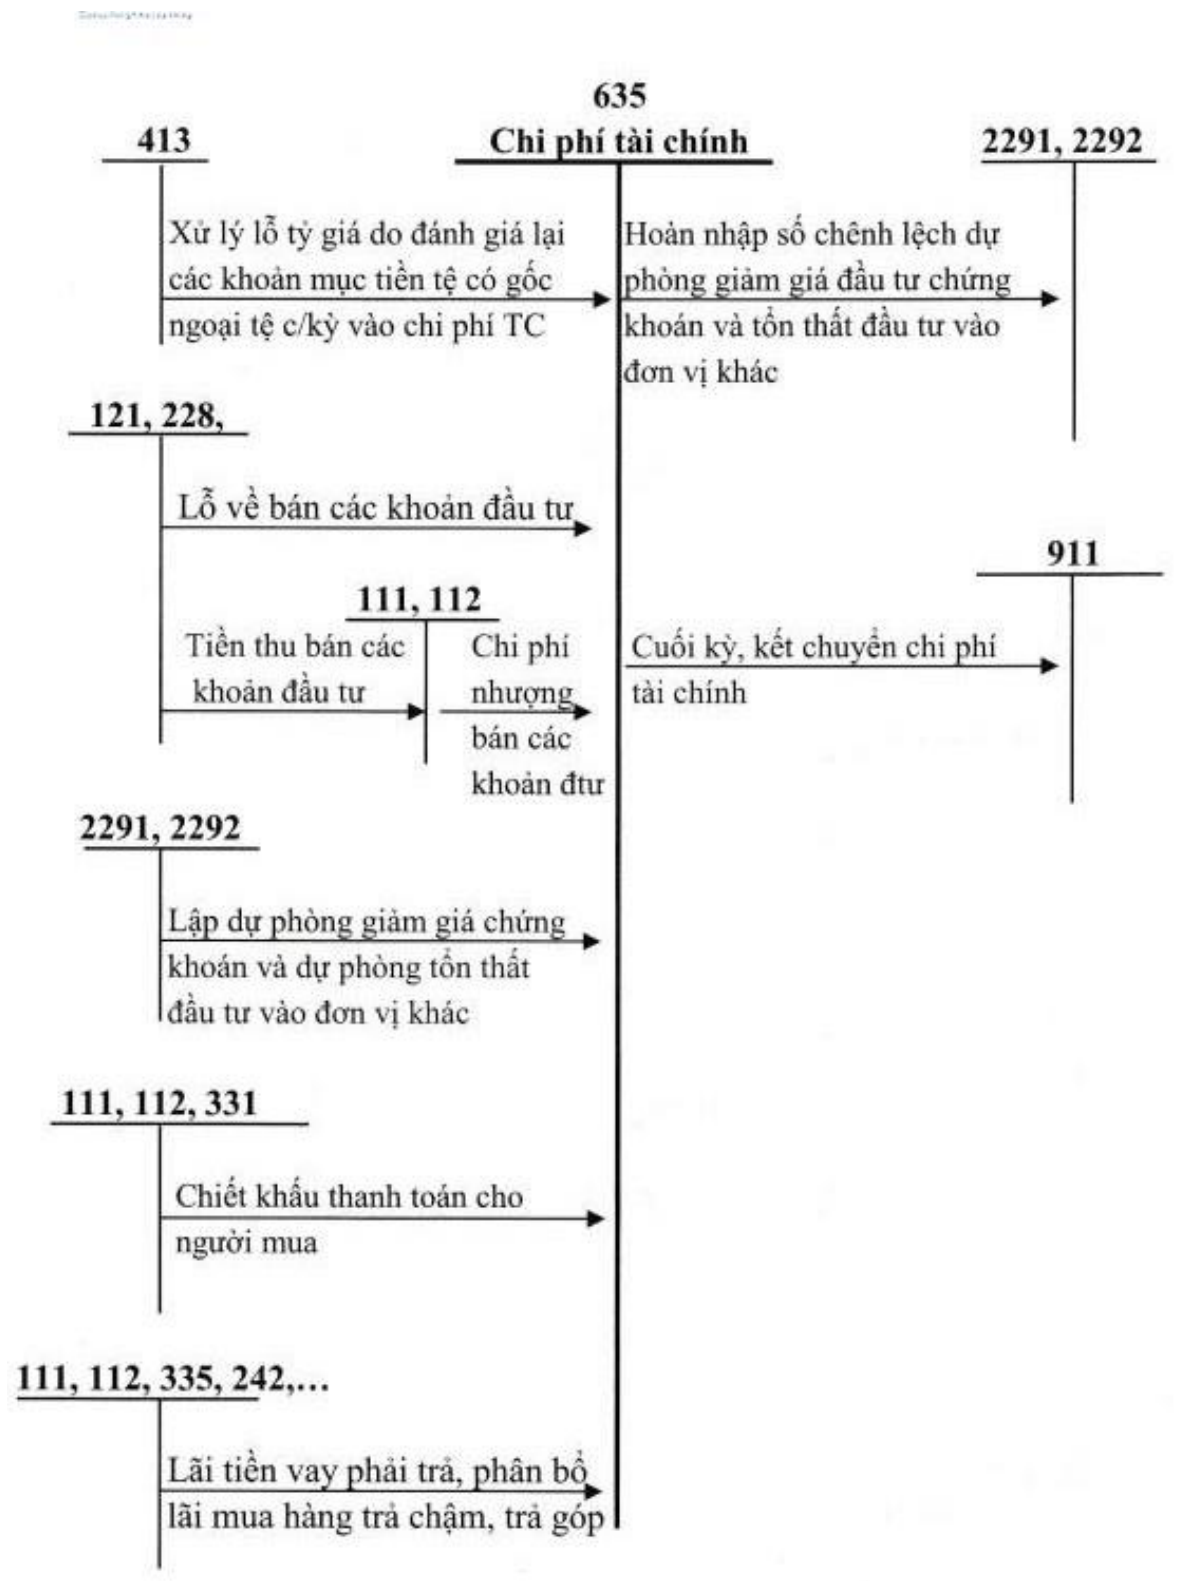 635
413
Chi phí tài chính
2291, 2292
Xử lý lỗ tỷ giá do đánh giá lại
các khoản mục tiền tệ có gốc
ngoại tệ c/kỳ vào chi phí TC
Hoàn nhập số chênh lệch dự
phòng giảm giá đầu tư chứng
khoán và tổn thất đầu tư vào
đơn vị khác
121, 228,
Lỗ về bán các khoản đầu tư
911
111, 112
Tiền thu bán các
khoản đầu tư
Chi phí
nhượng
bán các
khoản đtư
Cuối kỳ, kết chuyển chi phí
tài chính
2291, 2292
Lập dự phòng giảm giá chứng
khoán và dự phòng tổn thất
đầu tư vào đơn vị khác
111, 112, 331
Chiết khấu thanh toán cho
người mua
111, 112, 335, 242,...
Lãi tiền vay phải trả, phân bổ
lãi mua hàng trả chậm, trả góp